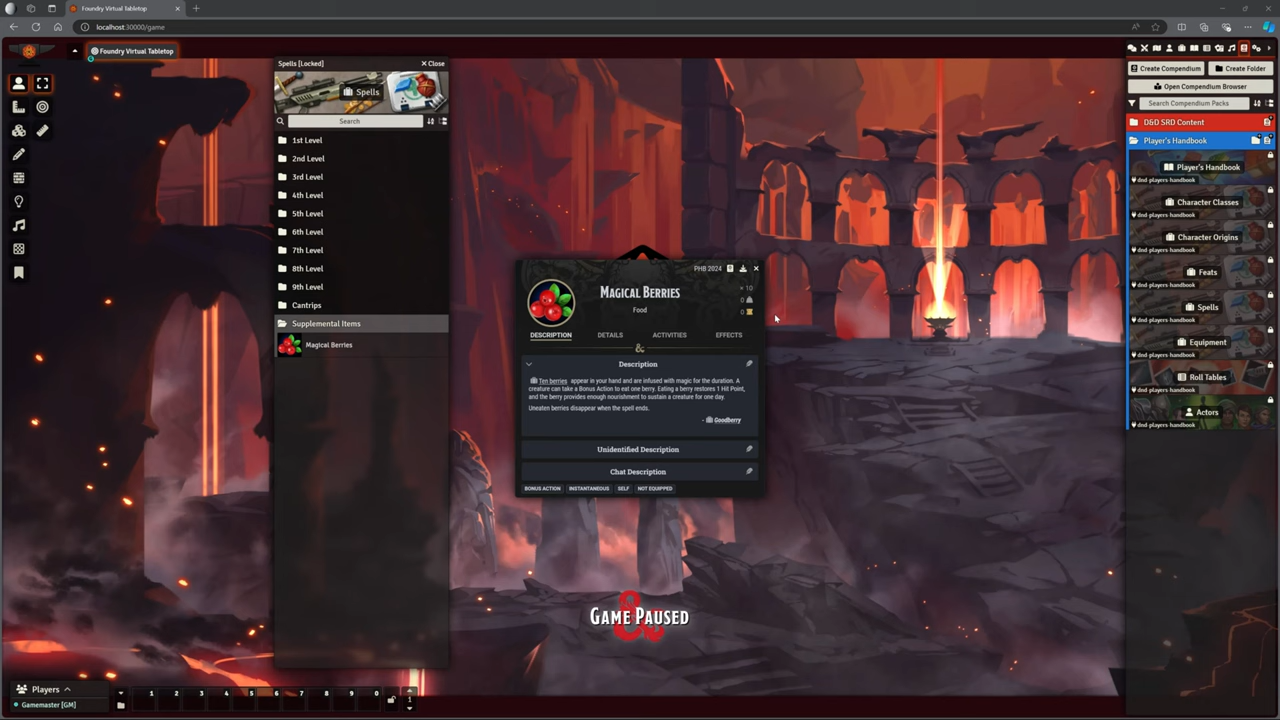 Foundry Virtual Tabletop
localhost:30000/game
Foundry Virtual Tabletop
Spells [Locked]
Close
Spells
Search
1st Level
2nd Level
3rd Level
4th Level
5th Level
6th Level
7th Level
8th Level
9th Level
Cantrips
Supplemental Items
Magical Berries
PHB 2024
MAGICAL BERRIES
Food
× 10
0
0
DESCRIPTION DETAILS ACTIVITIES EFFECTS
&
Description
Ten berries appear in your hand and are infused with magic for the duration. A
creature can take a Bonus Action to eat one berry. Eating a berry restores 1 Hit Point,
and the berry provides enough nourishment to sustain a creature for one day.
Uneaten berries disappear when the spell ends.
- Goodberry
Unidentified Description
Chat Description
BONUS ACTION INSTANTANEOUS SELF NOT EQUIPPED
GAME PAUSED
Create Compendium Create Folder
Open Compendium Browser
Search Compendium Packs
D&D SRD Content
Player's Handbook
Player's Handbook
dnd-players-handbook
Character Classes
dnd-players-handbook
Character Origins
dnd-players-handbook
Feats
dnd-players-handbook
Spells
dnd-players-handbook
Equipment
dnd-players-handbook
Roll Tables
dnd-players-handbook
Actors
dnd-players-handbook
Players
Gamemaster [GM]
1 2 3 4 5 6 7 8 9 0
1